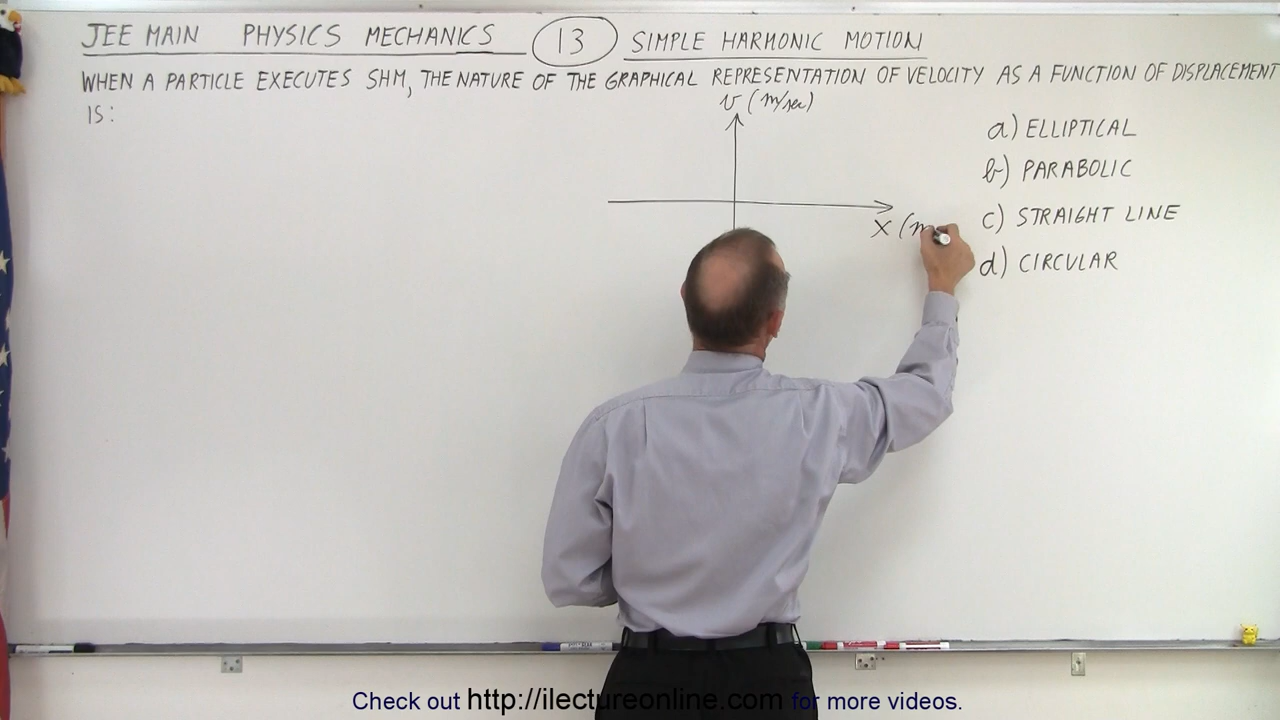 JEE MAIN PHYSICS MECHANICS 13 SIMPLE HARMONIC MOTION
WHEN A PARTICLE EXECUTES SHM, THE NATURE OF THE GRAPHICAL REPRESENTATION OF VELOCITY AS A FUNCTION OF DISPLACEMENT
IS:
v (m/sec)
x (m
a) ELLIPTICAL
b) PARABOLIC
c) STRAIGHT LINE
d) CIRCULAR
Check out http://ilectureonline.com for more videos.